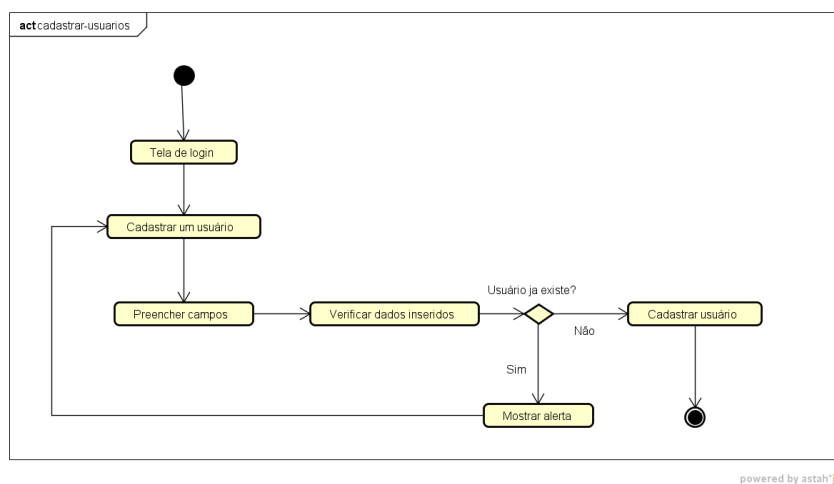 act cadastrar-usuarios
Tela de login
Cadastrar um usuário
Usuário ja existe?
Preencher campos
Verificar dados inseridos
Cadastrar usuário
Não
Sim
Mostrar alerta
powered by astah*